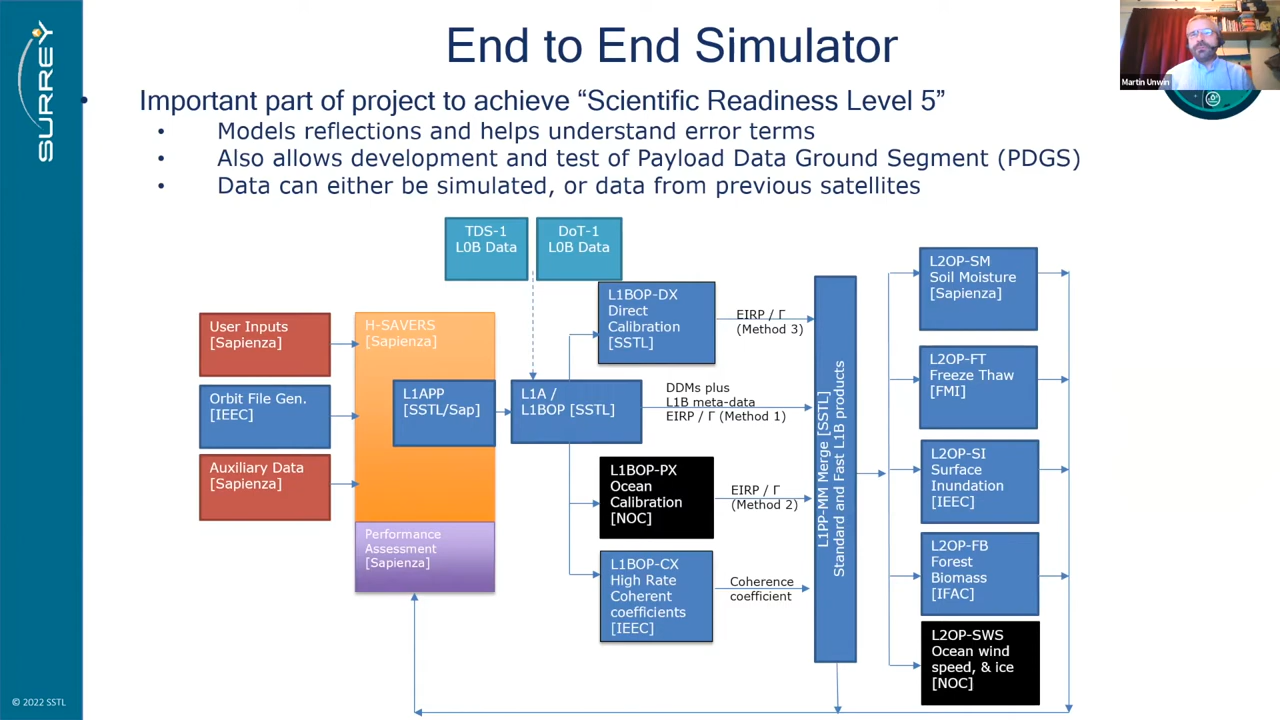 End to End Simulator
Martin Unwin
SURREY
• Important part of project to achieve “Scientific Readiness Level 5”
• Models reflections and helps understand error terms
• Also allows development and test of Payload Data Ground Segment (PDGS)
• Data can either be simulated, or data from previous satellites
TDS-1
L0B Data
DoT-1
L0B Data
User Inputs
[Sapienza]
Orbit File Gen.
[IEEC]
Auxiliary Data
[Sapienza]
H-SAVERS
[Sapienza]
L1APP
[SSTL/Sap]
Performance
Assessment
[Sapienza]
L1A /
L1BOP [SSTL]
L1BOP-DX
Direct
Calibration
[SSTL]
EIRP / Γ
(Method 3)
DDMs plus
L1B meta-data
EIRP / Γ (Method 1)
L1BOP-PX
Ocean
Calibration
[NOC]
EIRP / Γ
(Method 2)
L1BOP-CX
High Rate
Coherent
coefficients
[IEEC]
Coherence
coefficient
L1PP-MM Merge [SSTL]
Standard and Fast L1B products
L2OP-SM
Soil Moisture
[Sapienza]
L2OP-FT
Freeze Thaw
[FMI]
L2OP-SI
Surface
Inundation
[IEEC]
L2OP-FB
Forest
Biomass
[IFAC]
L2OP-SWS
Ocean wind
speed, & ice
[NOC]
© 2022 SSTL